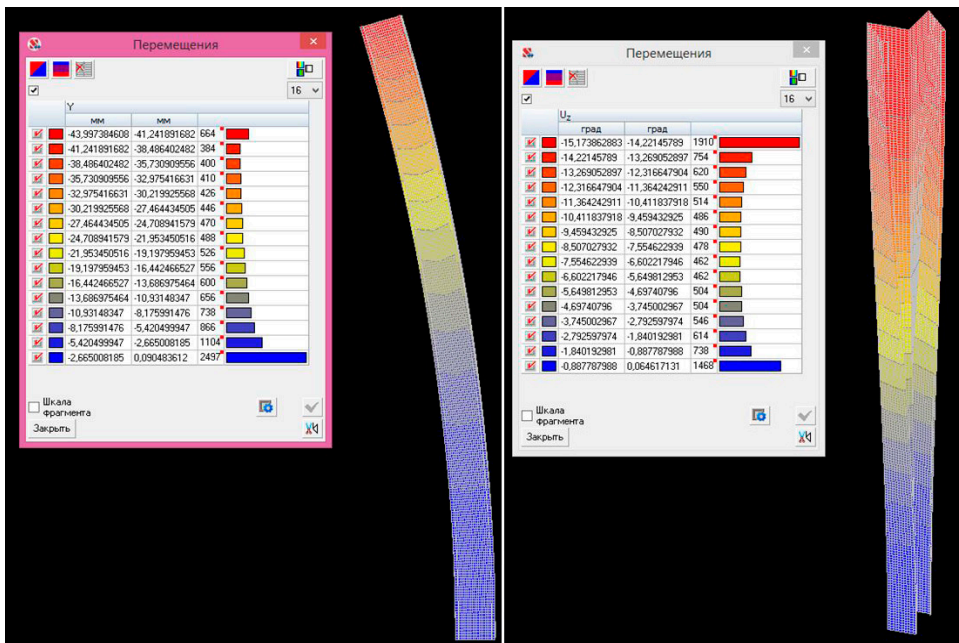 Перемещения
16
Y
мм мм
-43,997384608 -41,241891682 664
-41,241891682 -38,486402482 384
-38,486402482 -35,730909556 400
-35,730909556 -32,975416631 410
-32,975416631 -30,219925568 426
-30,219925568 -27,464434505 446
-27,464434505 -24,708941579 470
-24,708941579 -21,953450516 488
-21,953450516 -19,197959453 526
-19,197959453 -16,442466527 556
-16,442466527 -13,686975464 600
-13,686975464 -10,93148347 656
-10,93148347 -8,175991476 738
-8,175991476 -5,420499947 866
-5,420499947 -2,665008185 1104
-2,665008185 0,090483612 2497
Шкала
фрагмента
Закрыть
Перемещения
16
Uz
град град
-15,173862883 -14,22145789 1910
-14,22145789 -13,269052897 754
-13,269052897 -12,316647904 620
-12,316647904 -11,364242911 550
-11,364242911 -10,411837918 514
-10,411837918 -9,459432925 486
-9,459432925 -8,507027932 490
-8,507027932 -7,554622939 478
-7,554622939 -6,602217946 462
-6,602217946 -5,649812953 462
-5,649812953 -4,69740796 504
-4,69740796 -3,745002967 504
-3,745002967 -2,792597974 546
-2,792597974 -1,840192981 614
-1,840192981 -0,887787988 738
-0,887787988 0,064617131 1468
Шкала
фрагмента
Закрыть